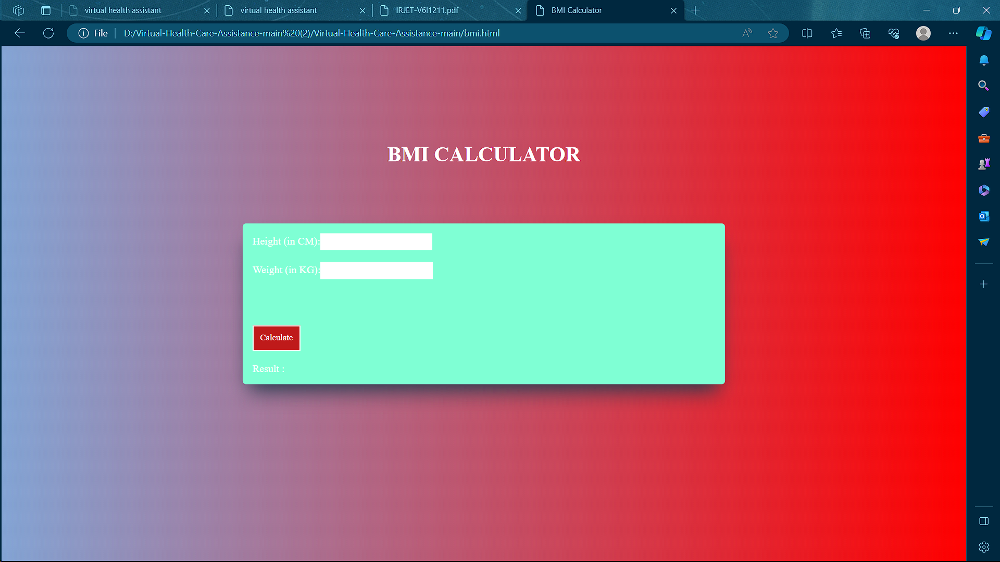 virtual health assistant
virtual health assistant
IRJET-V6I1211.pdf
BMI Calculator
File
D:/Virtual-Health-Care-Assistance-main%20(2)/Virtual-Health-Care-Assistance-main/bmi.html
BMI CALCULATOR
Height (in CM):
Weight (in KG):
Calculate
Result :